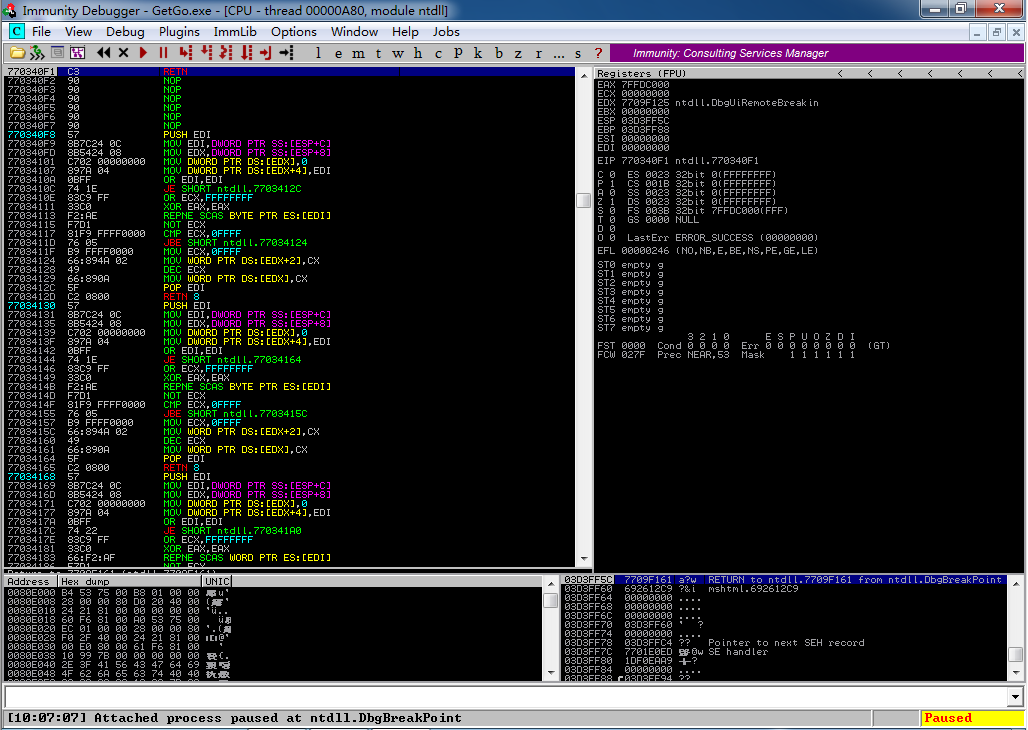 Immunity Debugger - GetGo.exe - [CPU - thread 00000A80, module ntdll]
C File View Debug Plugins ImmLib Options Window Help Jobs
l e m t w h c P k b z r ... s ? Immunity: Consulting Services Manager
770340F1 C3 RETN
770340F2 90 NOP
770340F3 90 NOP
770340F4 90 NOP
770340F5 90 NOP
770340F6 90 NOP
770340F7 90 NOP
770340F8 57 PUSH EDI
770340F9 8B7C24 0C MOV EDI,DWORD PTR SS:[ESP+C]
770340FD 8B5424 08 MOV EDX,DWORD PTR SS:[ESP+8]
77034101 C702 00000000 MOV DWORD PTR DS:[EDX],0
77034107 897A 04 MOV DWORD PTR DS:[EDX+4],EDI
7703410A 0BFF OR EDI,EDI
7703410C 74 1E JE SHORT ntdll.7703412C
7703410E 83C9 FF OR ECX,FFFFFFFF
77034111 33C0 XOR EAX,EAX
77034113 F2:AE REPNE SCAS BYTE PTR ES:[EDI]
77034115 F7D1 NOT ECX
77034117 81F9 FFFF0000 CMP ECX,0FFFF
7703411D 76 05 JBE SHORT ntdll.77034124
7703411F B9 FFFF0000 MOV ECX,0FFFF
77034124 66:894A 02 MOV WORD PTR DS:[EDX+2],CX
77034128 49 DEC ECX
77034129 66:890A MOV WORD PTR DS:[EDX],CX
7703412C 5F POP EDI
7703412D C2 0800 RETN 8
77034130 57 PUSH EDI
77034131 8B7C24 0C MOV EDI,DWORD PTR SS:[ESP+C]
77034135 8B5424 08 MOV EDX,DWORD PTR SS:[ESP+8]
77034139 C702 00000000 MOV DWORD PTR DS:[EDX],0
7703413F 897A 04 MOV DWORD PTR DS:[EDX+4],EDI
77034142 0BFF OR EDI,EDI
77034144 74 1E JE SHORT ntdll.77034164
77034146 83C9 FF OR ECX,FFFFFFFF
77034149 33C0 XOR EAX,EAX
7703414B F2:AE REPNE SCAS BYTE PTR ES:[EDI]
7703414D F7D1 NOT ECX
7703414F 81F9 FFFF0000 CMP ECX,0FFFF
77034155 76 05 JBE SHORT ntdll.7703415C
77034157 B9 FFFF0000 MOV ECX,0FFFF
7703415C 66:894A 02 MOV WORD PTR DS:[EDX+2],CX
77034160 49 DEC ECX
77034161 66:890A MOV WORD PTR DS:[EDX],CX
77034164 5F POP EDI
77034165 C2 0800 RETN 8
77034168 57 PUSH EDI
77034169 8B7C24 0C MOV EDI,DWORD PTR SS:[ESP+C]
7703416D 8B5424 08 MOV EDX,DWORD PTR SS:[ESP+8]
77034171 C702 00000000 MOV DWORD PTR DS:[EDX],0
77034177 897A 04 MOV DWORD PTR DS:[EDX+4],EDI
7703417A 0BFF OR EDI,EDI
7703417C 74 22 JE SHORT ntdll.770341A0
7703417E 83C9 FF OR ECX,FFFFFFFF
77034181 33C0 XOR EAX,EAX
77034183 66:F2:AF REPNE SCAS WORD PTR ES:[EDI]
Registers (FPU) < < < < < < <
EAX 7FFDC000
ECX 00000000
EDX 7709F125 ntdll.DbgUiRemoteBreakin
EBX 00000000
ESP 03D3FF5C
EBP 03D3FF88
ESI 00000000
EDI 00000000
EIP 770340F1 ntdll.770340F1
C 0 ES 0023 32bit 0(FFFFFFFF)
P 1 CS 001B 32bit 0(FFFFFFFF)
A 0 SS 0023 32bit 0(FFFFFFFF)
Z 1 DS 0023 32bit 0(FFFFFFFF)
S 0 FS 003B 32bit 7FFDC000(FFF)
T 0 GS 0000 NULL
D 0
O 0 LastErr ERROR_SUCCESS (00000000)
EFL 00000246 (NO,NB,E,BE,NS,PE,GE,LE)
ST0 empty g
ST1 empty g
ST2 empty g
ST3 empty g
ST4 empty g
ST5 empty g
ST6 empty g
ST7 empty g
3 2 1 0 E S P U O Z D I
FST 0000 Cond 0 0 0 0 Err 0 0 0 0 0 0 0 0 (GT)
FCW 027F Prec NEAR,53 Mask 1 1 1 1 1 1
Address Hex dump UNIC
0080E000 B4 53 75 00 B8 01 00 00
0080E008 28 00 00 80 D0 20 40 00
0080E010 24 21 81 00 00 00 00 00
0080E018 60 F6 81 00 A0 53 75 00
0080E020 EC 01 00 00 28 00 00 80
0080E028 F0 2F 40 00 24 21 81 00
0080E030 00 E0 80 00 61 F6 81 00
0080E038 10 99 7B 00 00 00 00 00
0080E040 2E 3F 41 56 43 47 64 69
0080E048 4F 62 6A 65 63 74 40 40
03D3FF5C 7709F161 a?w RETURN to ntdll.7709F161 from ntdll.DbgBreakPoint
03D3FF60 692612C9 ?&i mshtml.692612C9
03D3FF64 00000000 ....
03D3FF68 00000000 ....
03D3FF6C 00000000 ....
03D3FF70 03D3FF60 ` ?
03D3FF74 00000000 ....
03D3FF78 03D3FFC4 ?? Pointer to next SEH record
03D3FF7C 7701E0ED SE handler
03D3FF80 1DF0EAA9
03D3FF84 00000000 ....
03D3FF88 03D3FF94 ??
[10:07:07] Attached process paused at ntdll.DbgBreakPoint
Paused